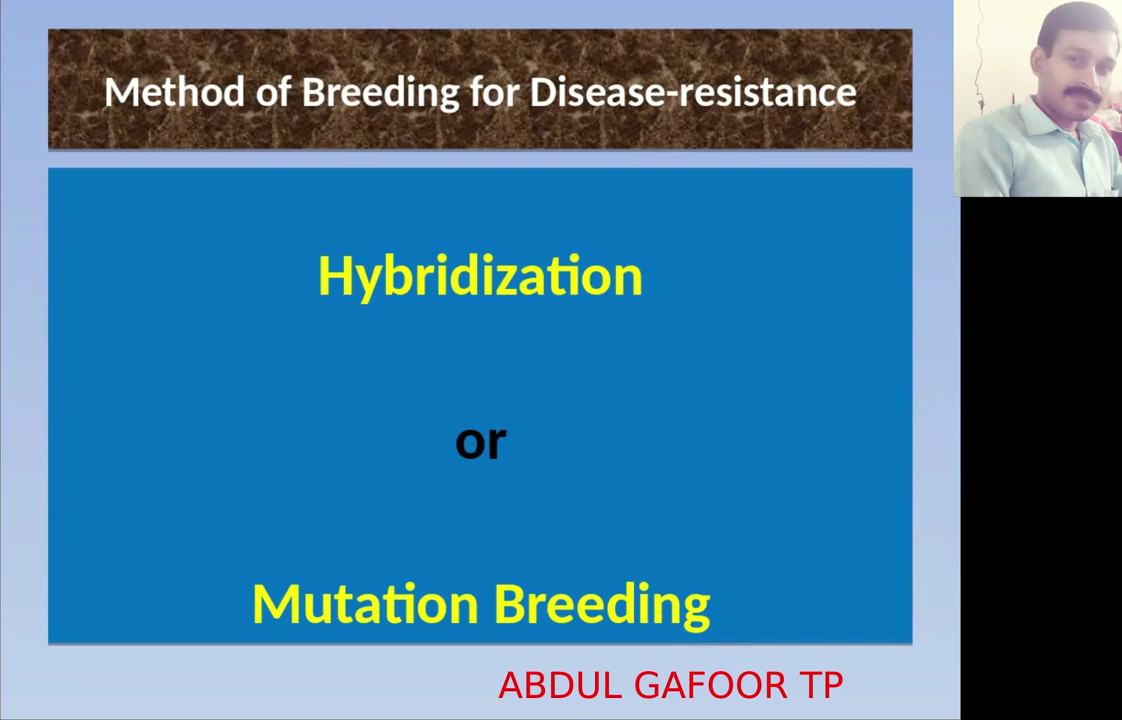 Method of Breeding for Disease-resistance
Hybridization
or
Mutation Breeding
ABDUL GAFOOR TP